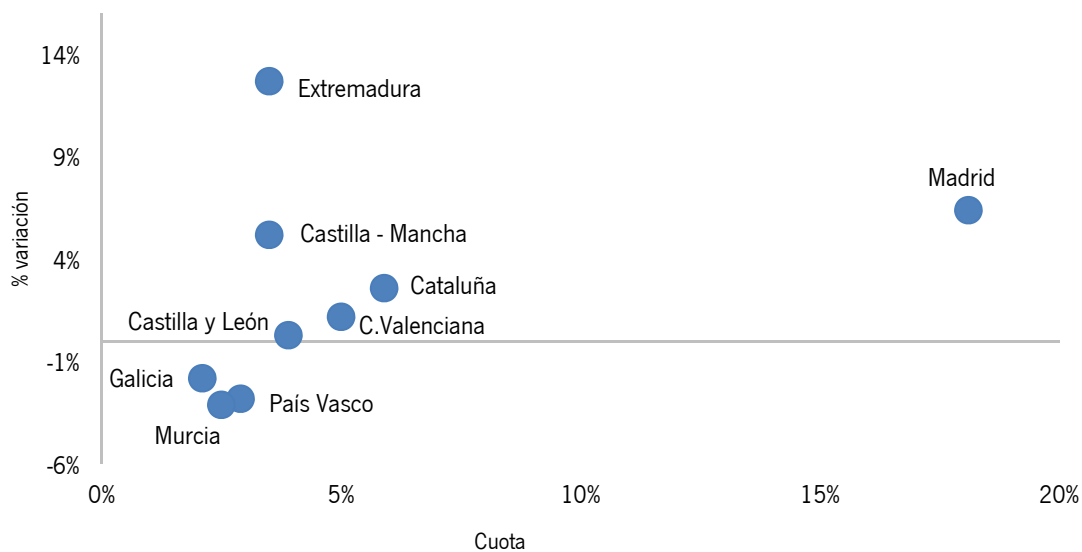 14%
Extremadura
9%
Madrid
% variación
Castilla - Mancha
4%
Cataluña
Castilla y León
C.Valenciana
-1%
Galicia
País Vasco
Murcia
-6%
0%
5%
10%
15%
20%
Cuota